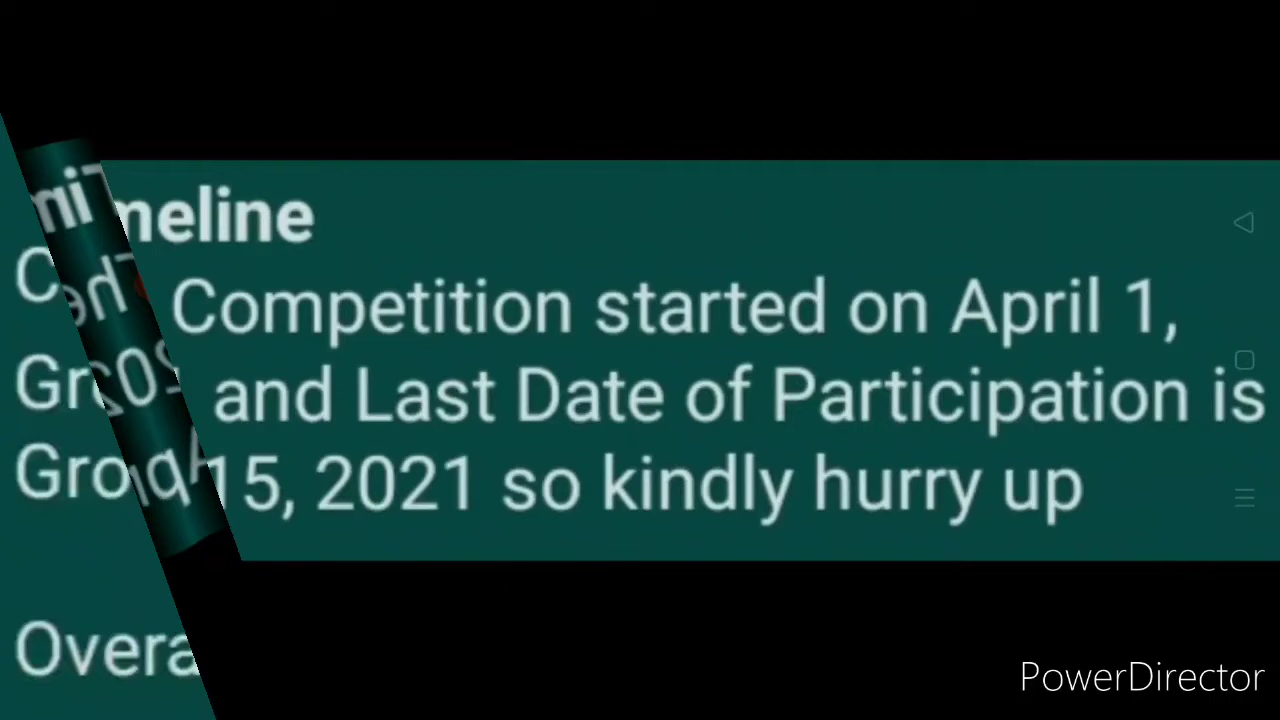 meline
Competition started on April 1,
and Last Date of Participation is
15, 2021 so kindly hurry up
PowerDirector